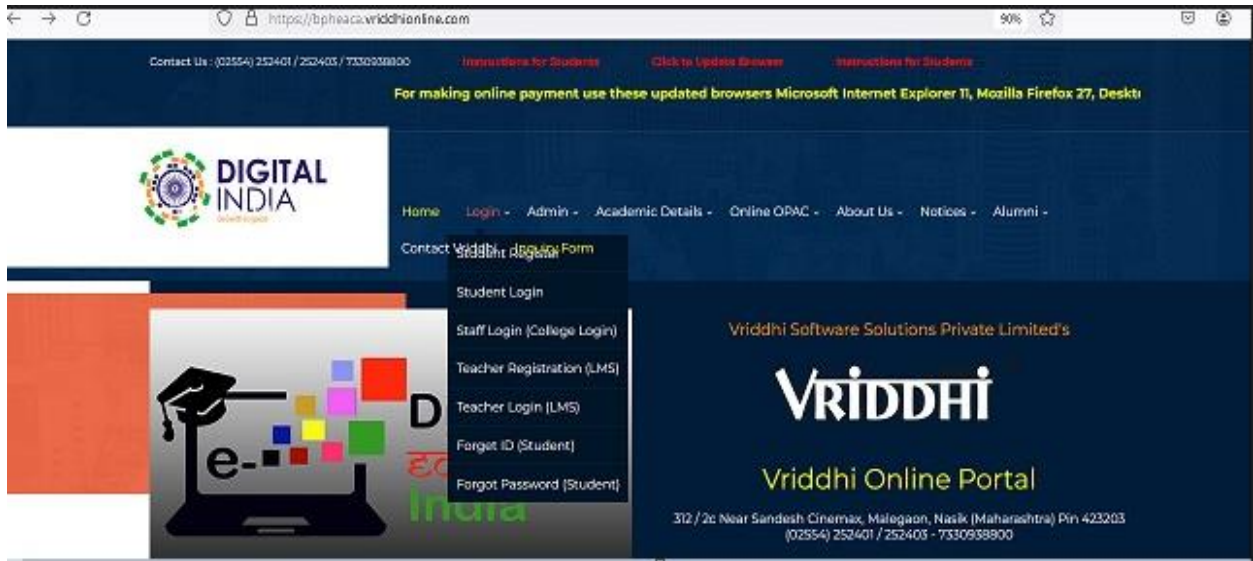 https://bpheaca.vriddhionline.com
90%
Contact Us : (02554) 252401 / 252403 / 7330938800 Instructions for Students Click to Update Browser Instructions for Students
For making online payment use these updated browsers Microsoft Internet Explorer 11, Mozilla Firefox 27, Deskt
DIGITAL
INDIA
Home Login Admin Academic Details Online OPAC About Us Notices Alumni
Contact Vriddhi Inquiry Form
Student Register
Student Login
Staff Login (College Login)
Teacher Registration (LMS)
Teacher Login (LMS)
Forget ID (Student)
Forgot Password (Student)
D
e-
India
Vriddhi Software Solutions Private Limited's
VRiDDHi
Vriddhi Online Portal
312 / 2c Near Sandesh Cinemax, Malegaon, Nasik (Maharashtra) Pin 423203
(02554) 252401 / 252403 - 7330938800